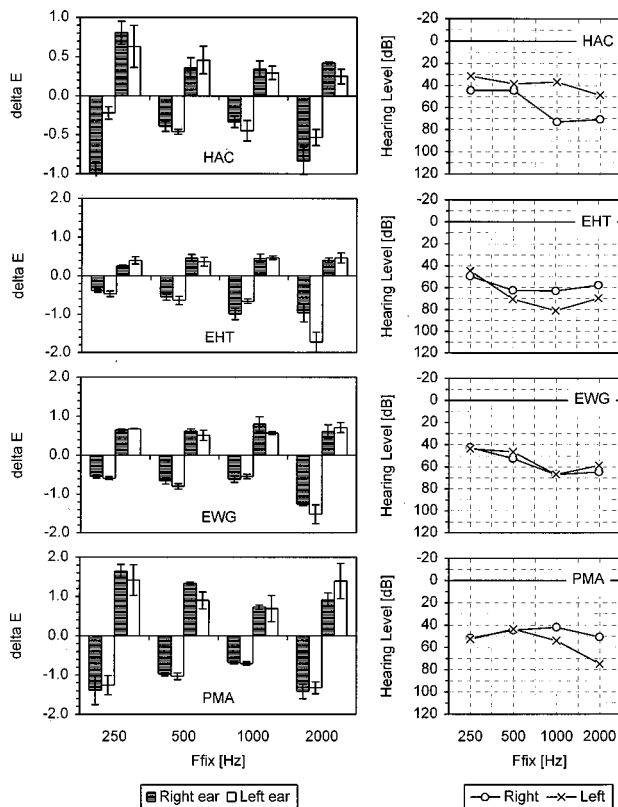 delta E
1.0
0.5
0.0
-0.5
-1.0
HAC
Hearing Level [dB]
-20
0
20
40
60
80
100
120
HAC
delta E
2.0
1.0
0.0
-1.0
-2.0
EHT
Hearing Level [dB]
-20
0
20
40
60
80
100
120
EHT
delta E
2.0
1.0
0.0
-1.0
-2.0
EWG
Hearing Level [dB]
-20
0
20
40
60
80
100
120
EWG
delta E
2.0
1.0
0.0
-1.0
-2.0
PMA
250 500 1000 2000
Ffix [Hz]
Right ear Left ear
Hearing Level [dB]
-20
0
20
40
60
80
100
120
PMA
250 500 1000 2000
Ffix [Hz]
Right Left